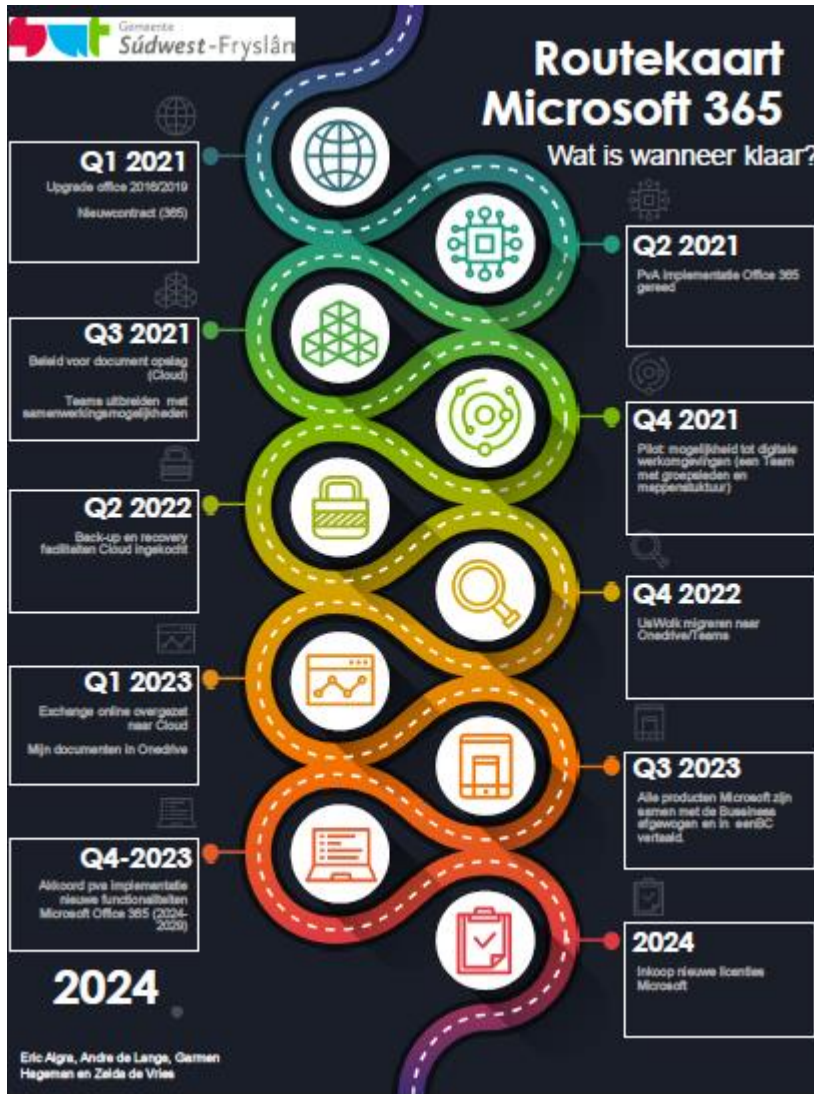 Gemeente
Súdwest-Fryslân
Routekaart
Microsoft 365
Wat is wanneer klaar?
Q1 2021
Upgrade office 2016/2019
Nieuwcontract (365)
Q2 2021
PvA implementatie Office 365
gereed
Q3 2021
Beleid voor document opslag
(Cloud)
Teams uitbreiden met
samenwerkingsmogelijkheden
Q4 2021
Pilot: mogelijkheid tot digitale
werkomgevingen (een Team
met groepsleden en
mappenstuktuur)
Q2 2022
Back-up en recovery
faciliteiten Cloud ingekocht
Q4 2022
migreren naar
Onedrive/Teams
Q1 2023
Exchange online overgezet
naar Cloud
Mijn documenten in Onedrive
Q3 2023
Alle producten Microsoft zijn
samen met de Bussiness
afgewogen en in eenBC
vertaald.
Q4-2023
Akkoord pva implementatie
nieuwe functionaliteiten
Microsoft Office 365 (2024-
2029)
2024
Inkoop nieuwe licenties
Microsoft
2024
Eric Algra, Andre de Lange, Germen
Hageman en Zelda de Vries